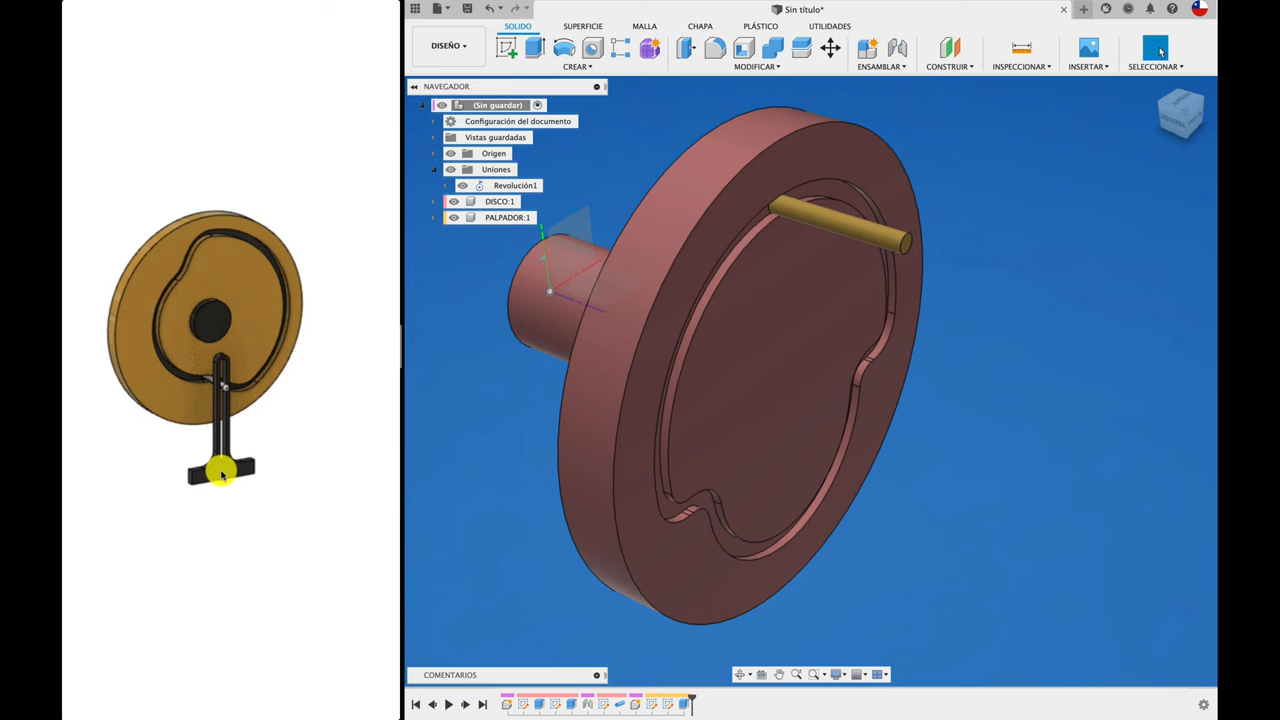 Sin título*
DISEÑO
SOLIDO
SUPERFICIE
MALLA
CHAPA
PLÁSTICO
UTILIDADES
CREAR
MODIFICAR
ENSAMBLAR
CONSTRUIR
INSPECCIONAR
INSERTAR
SELECCIONAR
NAVEGADOR
(Sin guardar)
Configuración del documento
Vistas guardadas
Origen
Uniones
Revolución1
DISCO:1
PALPADOR:1
COMENTARIOS